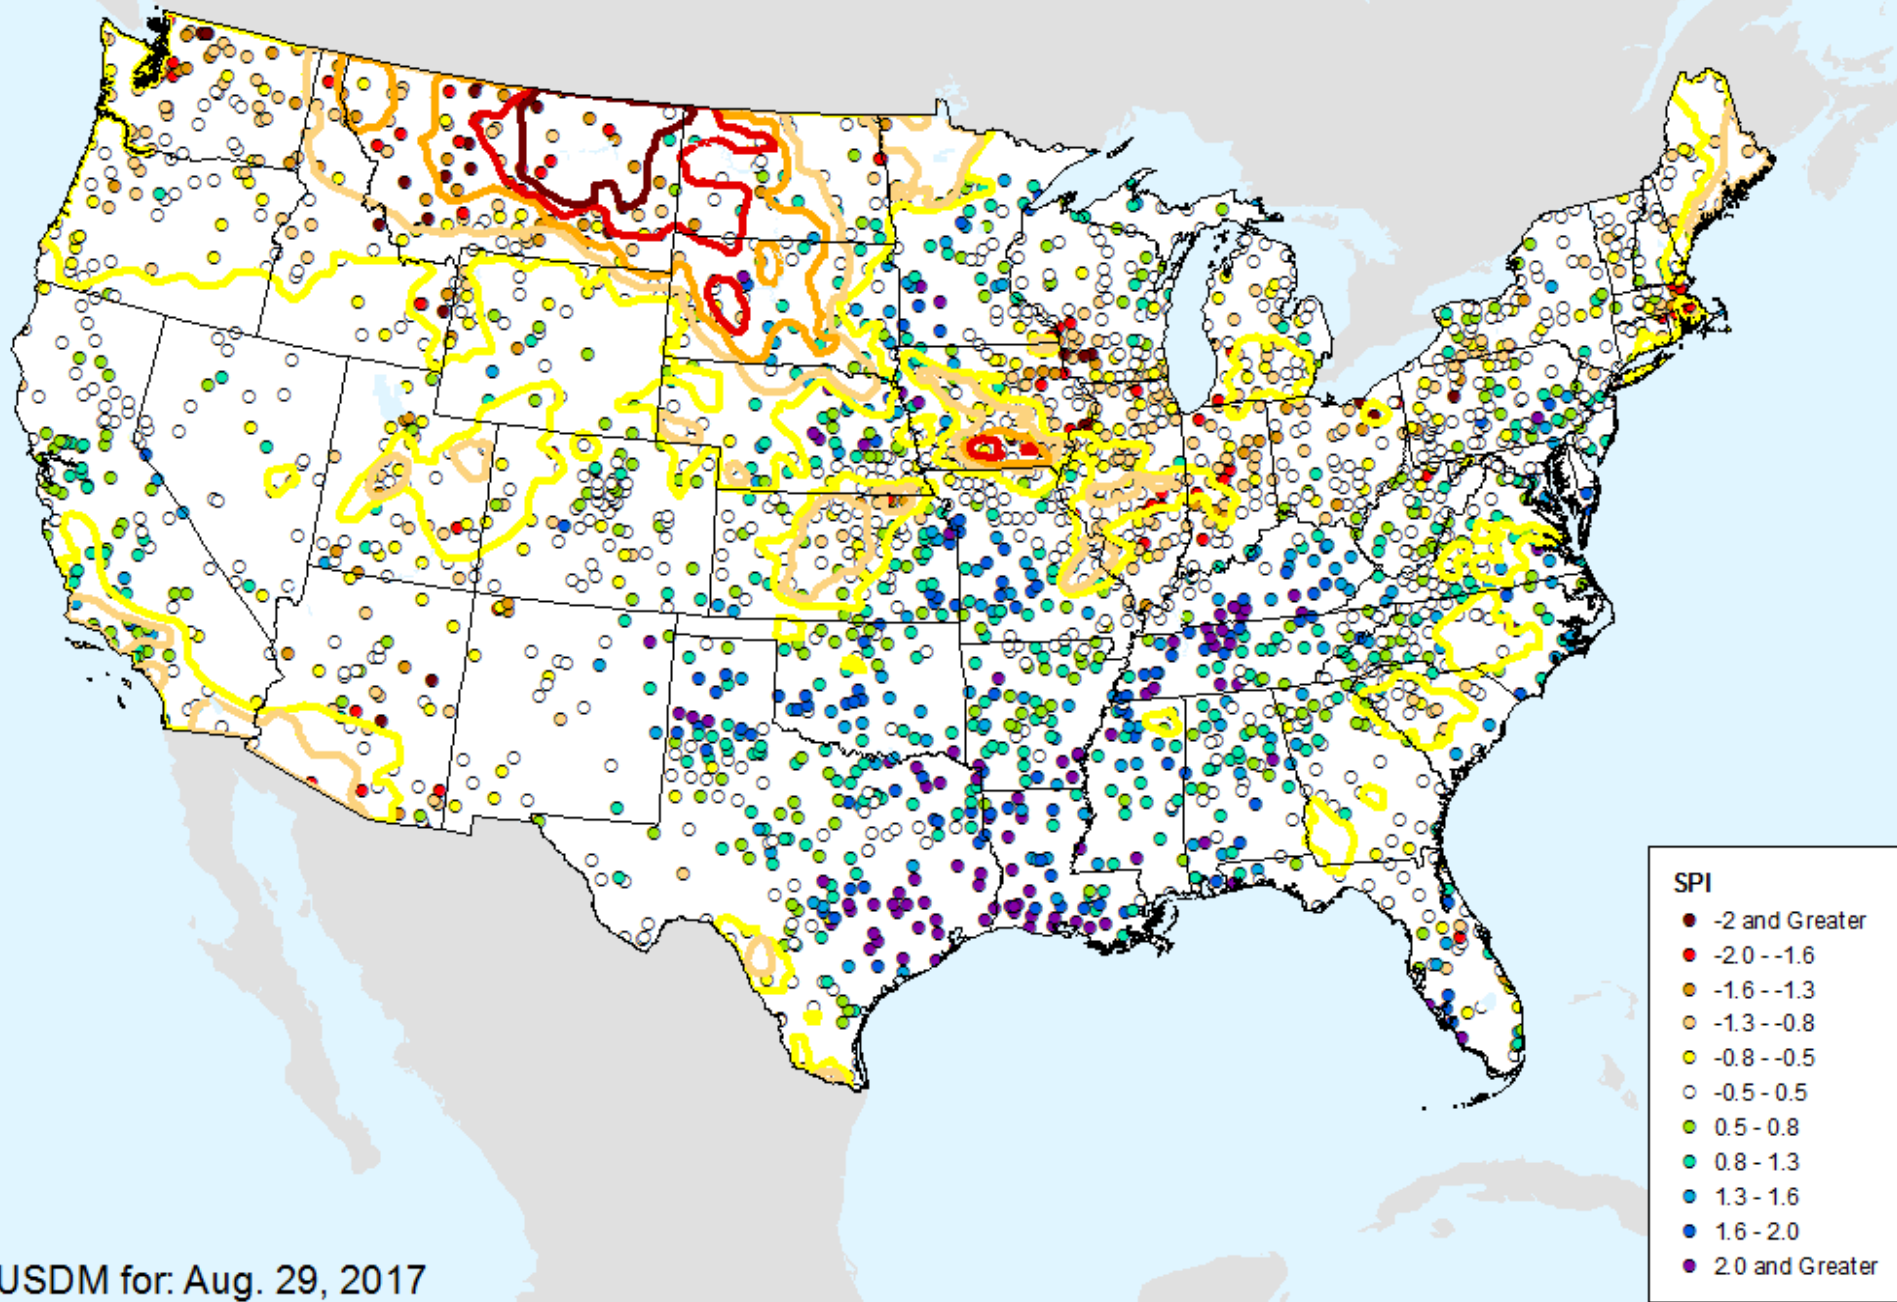 SPI
-2 and Greater
-2.0 - -1.6
-1.6 - -1.3
-1.3 - -0.8
-0.8 - -0.5
-0.5 - 0.5
0.5 - 0.8
0.8 - 1.3
1.3 - 1.6
1.6 - 2.0
2.0 and Greater
USDM for: Aug. 29, 2017